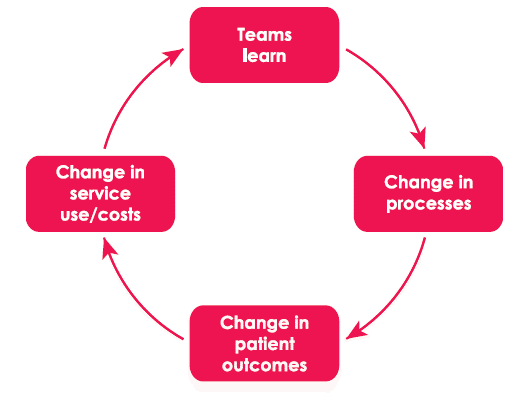 Teams
learn
Change in
processes
Change in
patient
outcomes
Change in
service
use/costs